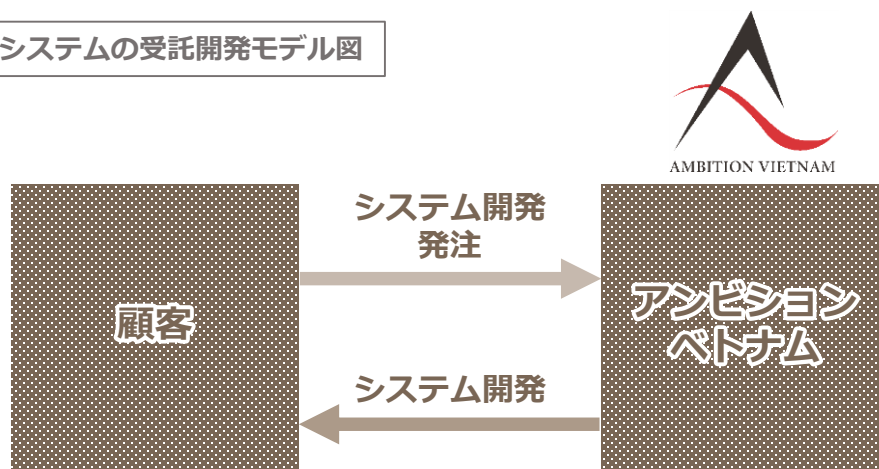 システムの受託開発モデル図
AMBITION VIETNAM
システム開発
発注
顧客
アンビション
ベトナム
システム開発